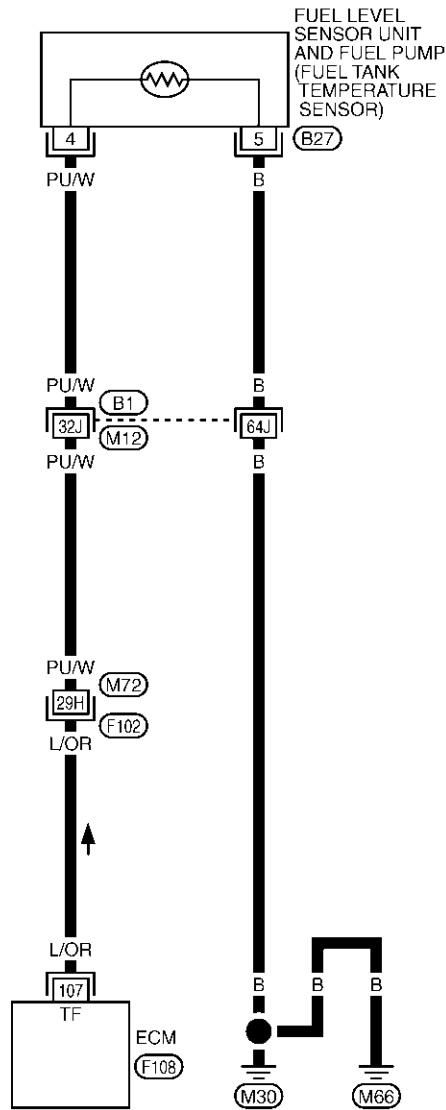 FUEL LEVEL
SENSOR UNIT
AND FUEL PUMP
(FUEL TANK
TEMPERATURE
SENSOR)
4
5
B27
PU/W
B
PU/W
B
B1
32J
64J
M12
PU/W
B
PU/W
M72
29H
F102
L/OR
L/OR
B
B
B
107
TF
ECM
F108
M30
M66